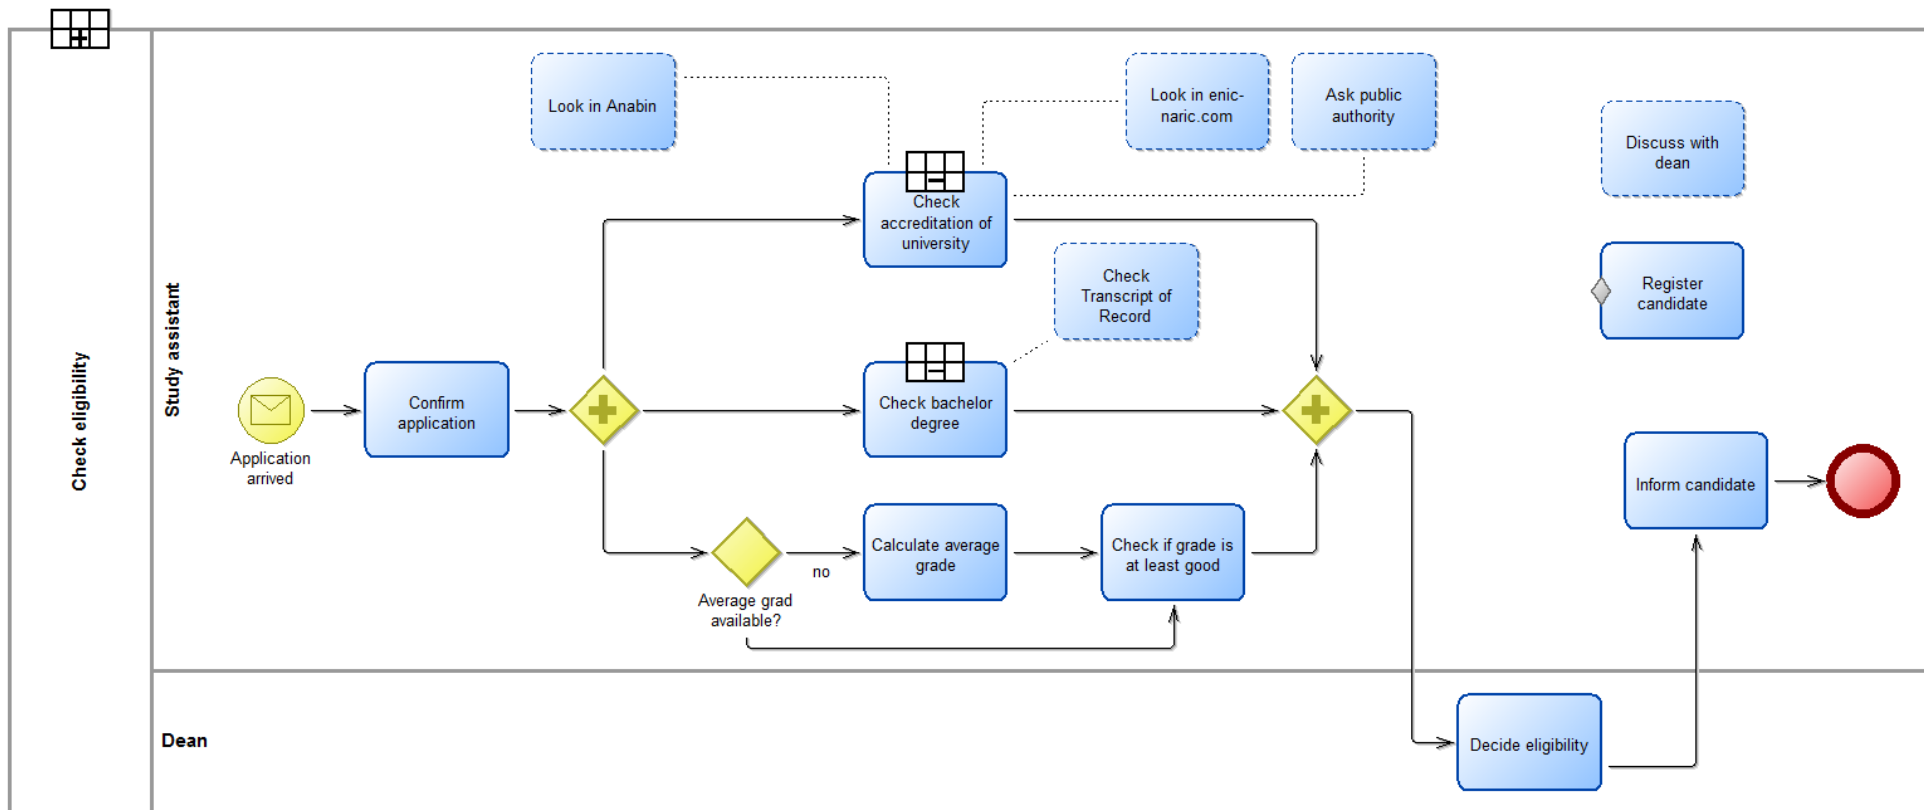 Check eligibility
Study assistant
Look in Anabin
Look in enic-
naric.com
Ask public
authority
Discuss with
dean
Check
accreditation of
university
Check
Transcript of
Record
Register
candidate
Application
arrived
Confirm
application
Check bachelor
degree
Average grad
available?
no
Calculate average
grade
Check if grade is
at least good
Inform candidate
Dean
Decide eligibility